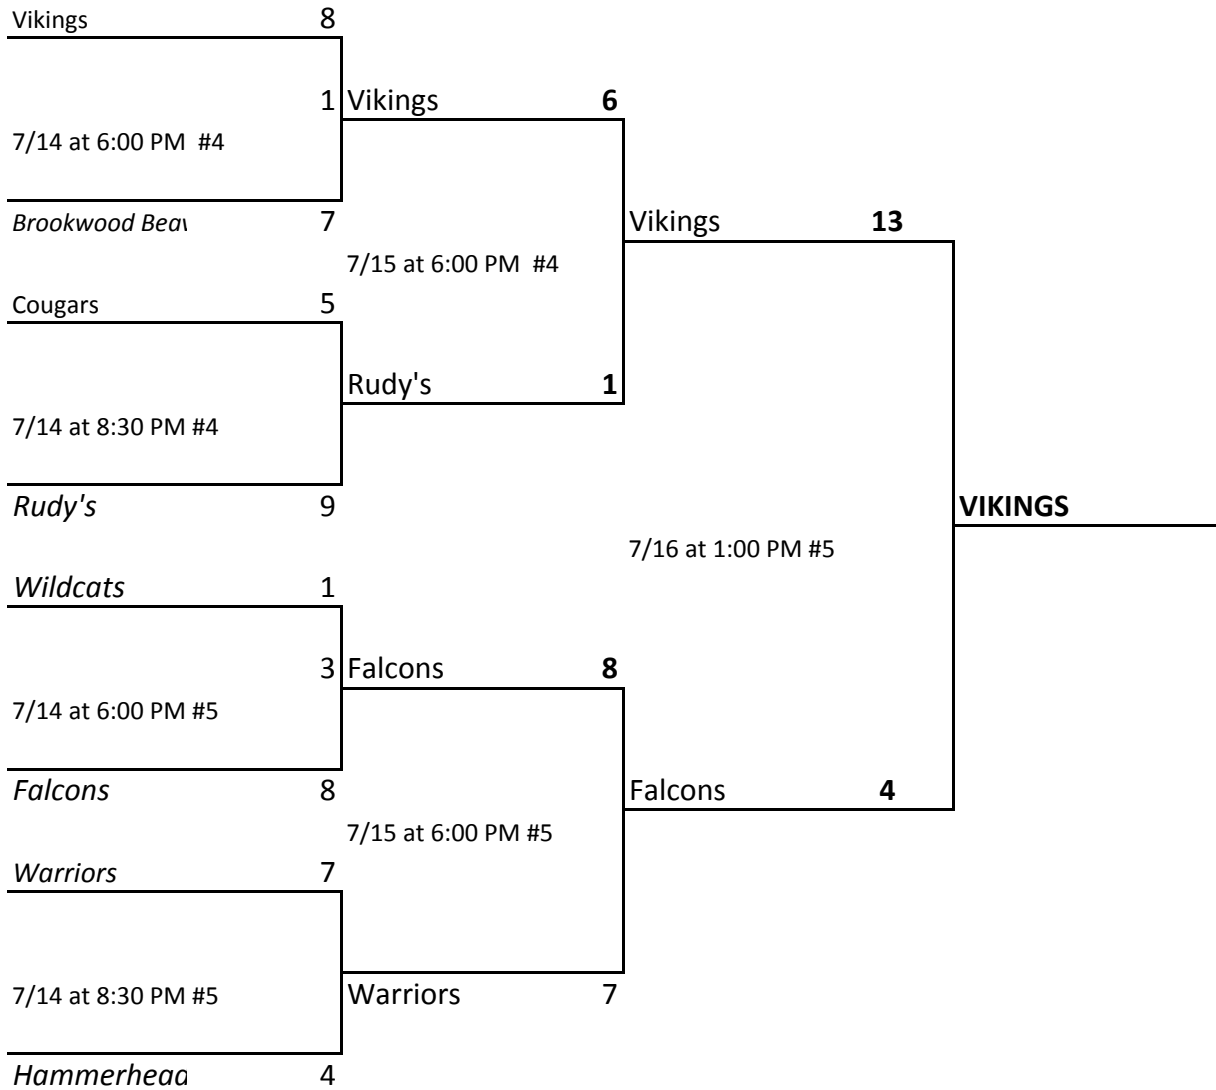 Vikings 8
1 Vikings 6
7/14 at 6:00 PM #4
Brookwood 7 Vikings 13
7/15 at 6:00 PM #4
Cougars 5
Rudy's 1
7/14 at 8:30 PM #4
Rudy's 9 VIKINGS
7/16 at 1:00 PM #5
Wildcats 1
3 Falcons 8
7/14 at 6:00 PM #5
Falcons 8 Falcons 4
7/15 at 6:00 PM #5
Warriors 7
7/14 at 8:30 PM #5 Warriors 7
4